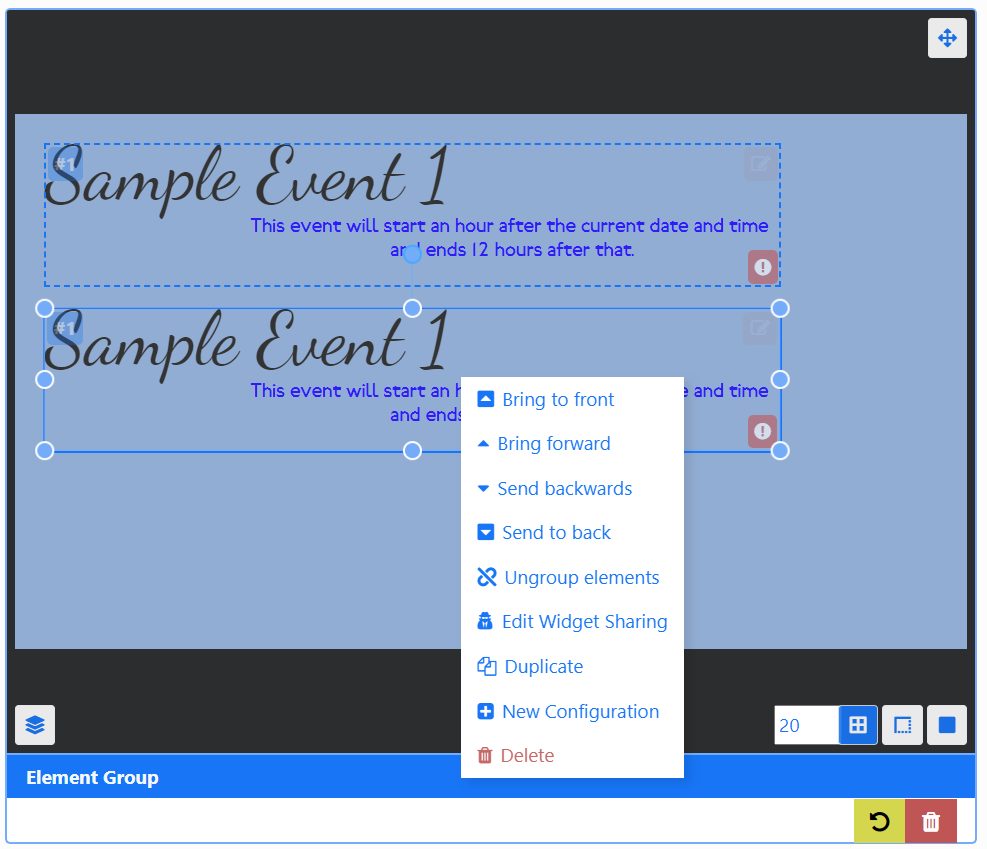 #1
Sample Event 1
This event will start an hour after the current date and time
and ends 12 hours after that.
#1
Sample Event 1
This event will start an h
e and time
and ends
Bring to front
Bring forward
Send backwards
Send to back
Ungroup elements
Edit Widget Sharing
Duplicate
New Configuration
Delete
20
Element Group